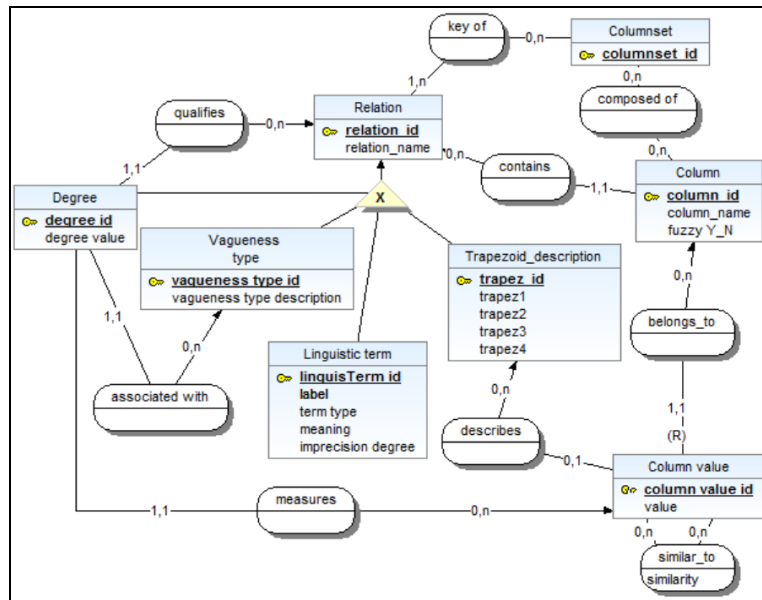 key of
0,n
Columnset
columnset_id
1,n
0,n
Relation
relation_id
relation_name
qualifies
0,n
composed of
0,n
0,n
contains
1,1
1,1
Column
column_id
column_name
fuzzy Y_N
Degree
degree id
degree value
X
Vagueness
type
vagueness type id
vagueness type description
Trapezoid_description
trapez_id
trapez1
trapez2
trapez3
trapez4
0,n
belongs_to
1,1
0,n
Linguistic term
linguisTerm id
label
term type
meaning
imprecision degree
associated with
0,n
describes
0,1
1,1
(R)
Column value
column value id
value
measures
1,1
0,n
0,n
0,n
similar_to
similarity